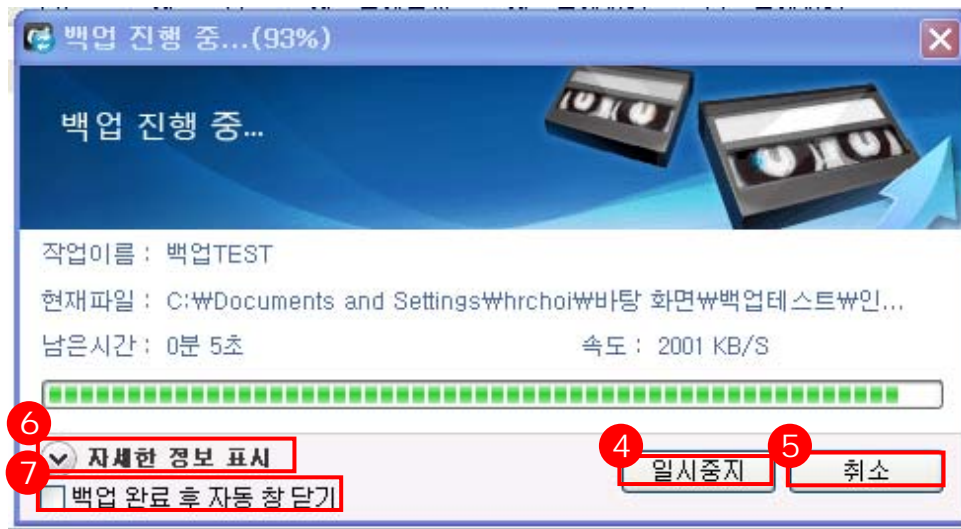 백업 진행 중...(93%)
백업 진행 중...
작업이름 : 백업TEST
현재파일 : C:₩Documents and Settings₩hrchoi₩바탕 화면₩백업테스트₩인...
남은시간 : 0분 5초 속도 : 2001 KB/S
6
자세한 정보 표시
4
일시중지
5
취소
7
백업 완료 후 자동 창 닫기